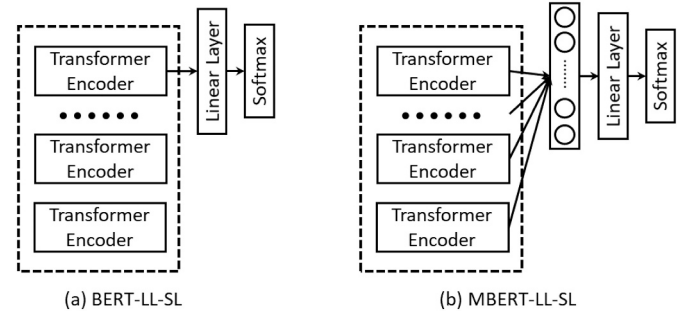 Transformer
Encoder
Transformer
Encoder
Transformer
Encoder
Linear Layer
Softmax
(a) BERT-LL-SL
Transformer
Encoder
Transformer
Encoder
Transformer
Encoder
Linear Layer
Softmax
(b) MBERT-LL-SL